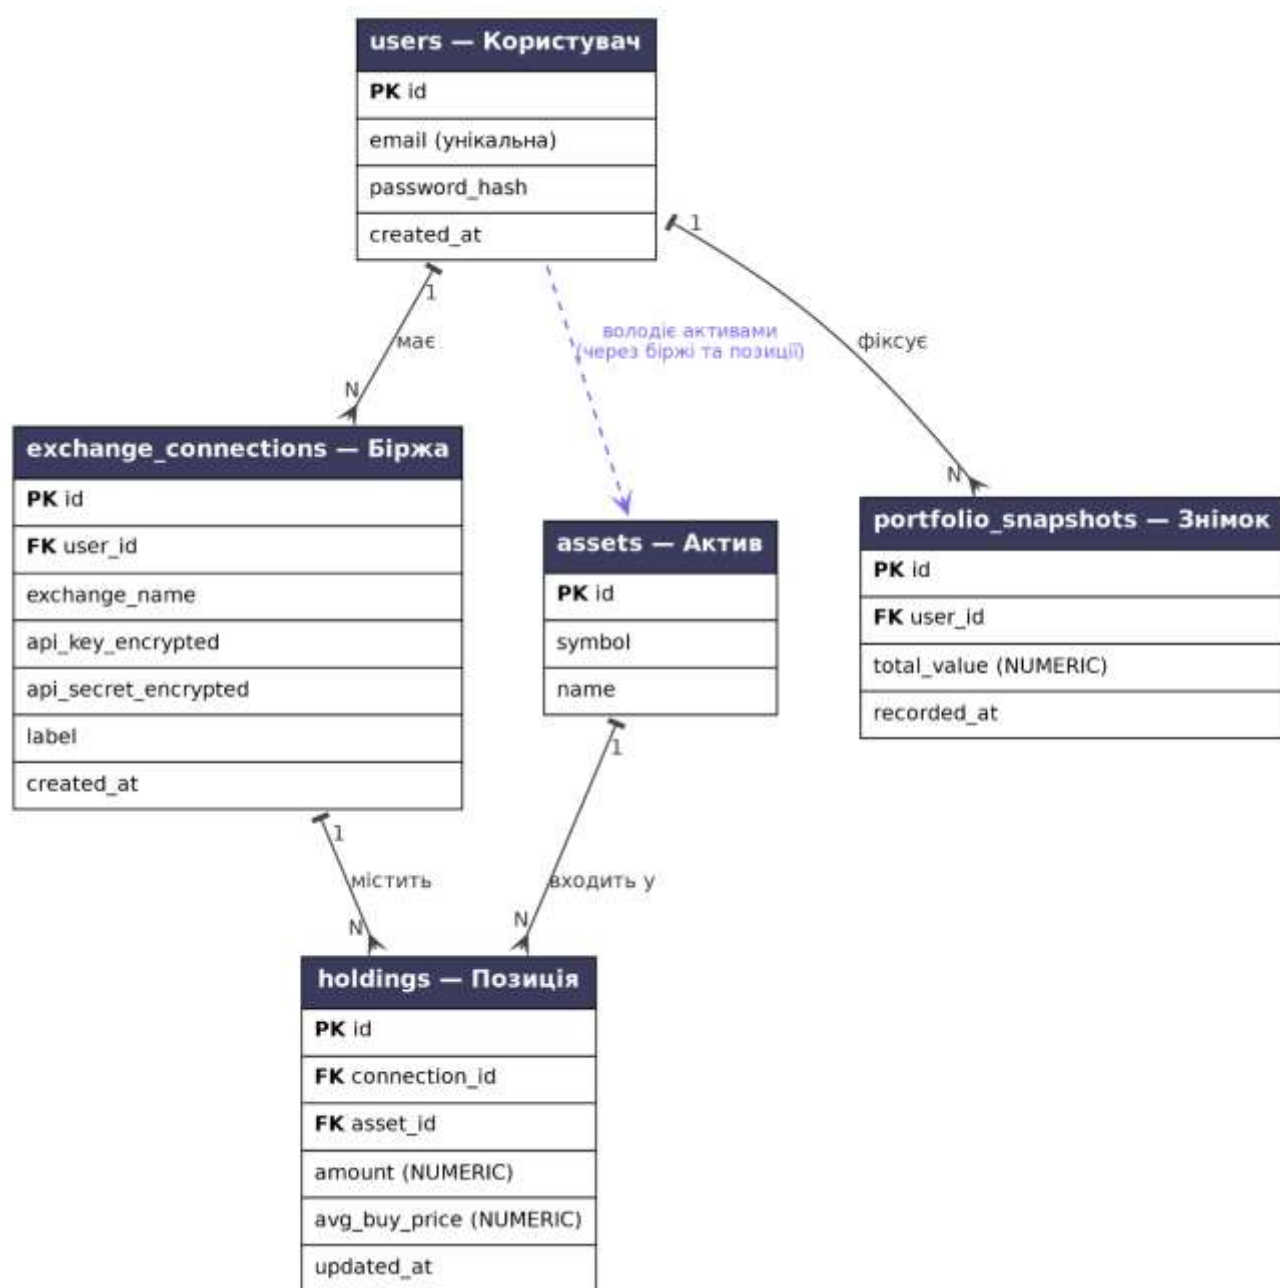 users — Користувач
PK id
email (унікальна)
password_hash
created_at
1
1
має
володіє активами
(через біржі та позиції)
фіксує
N
N
exchange_connections — Біржа
PK id
FK user_id
exchange_name
api_key_encrypted
api_secret_encrypted
label
created_at
assets — Актив
PK id
symbol
name
portfolio_snapshots — Знімок
PK id
FK user_id
total_value (NUMERIC)
recorded_at
1
1
містить
входить у
N
N
holdings — Позиція
PK id
FK connection_id
FK asset_id
amount (NUMERIC)
avg_buy_price (NUMERIC)
updated_at